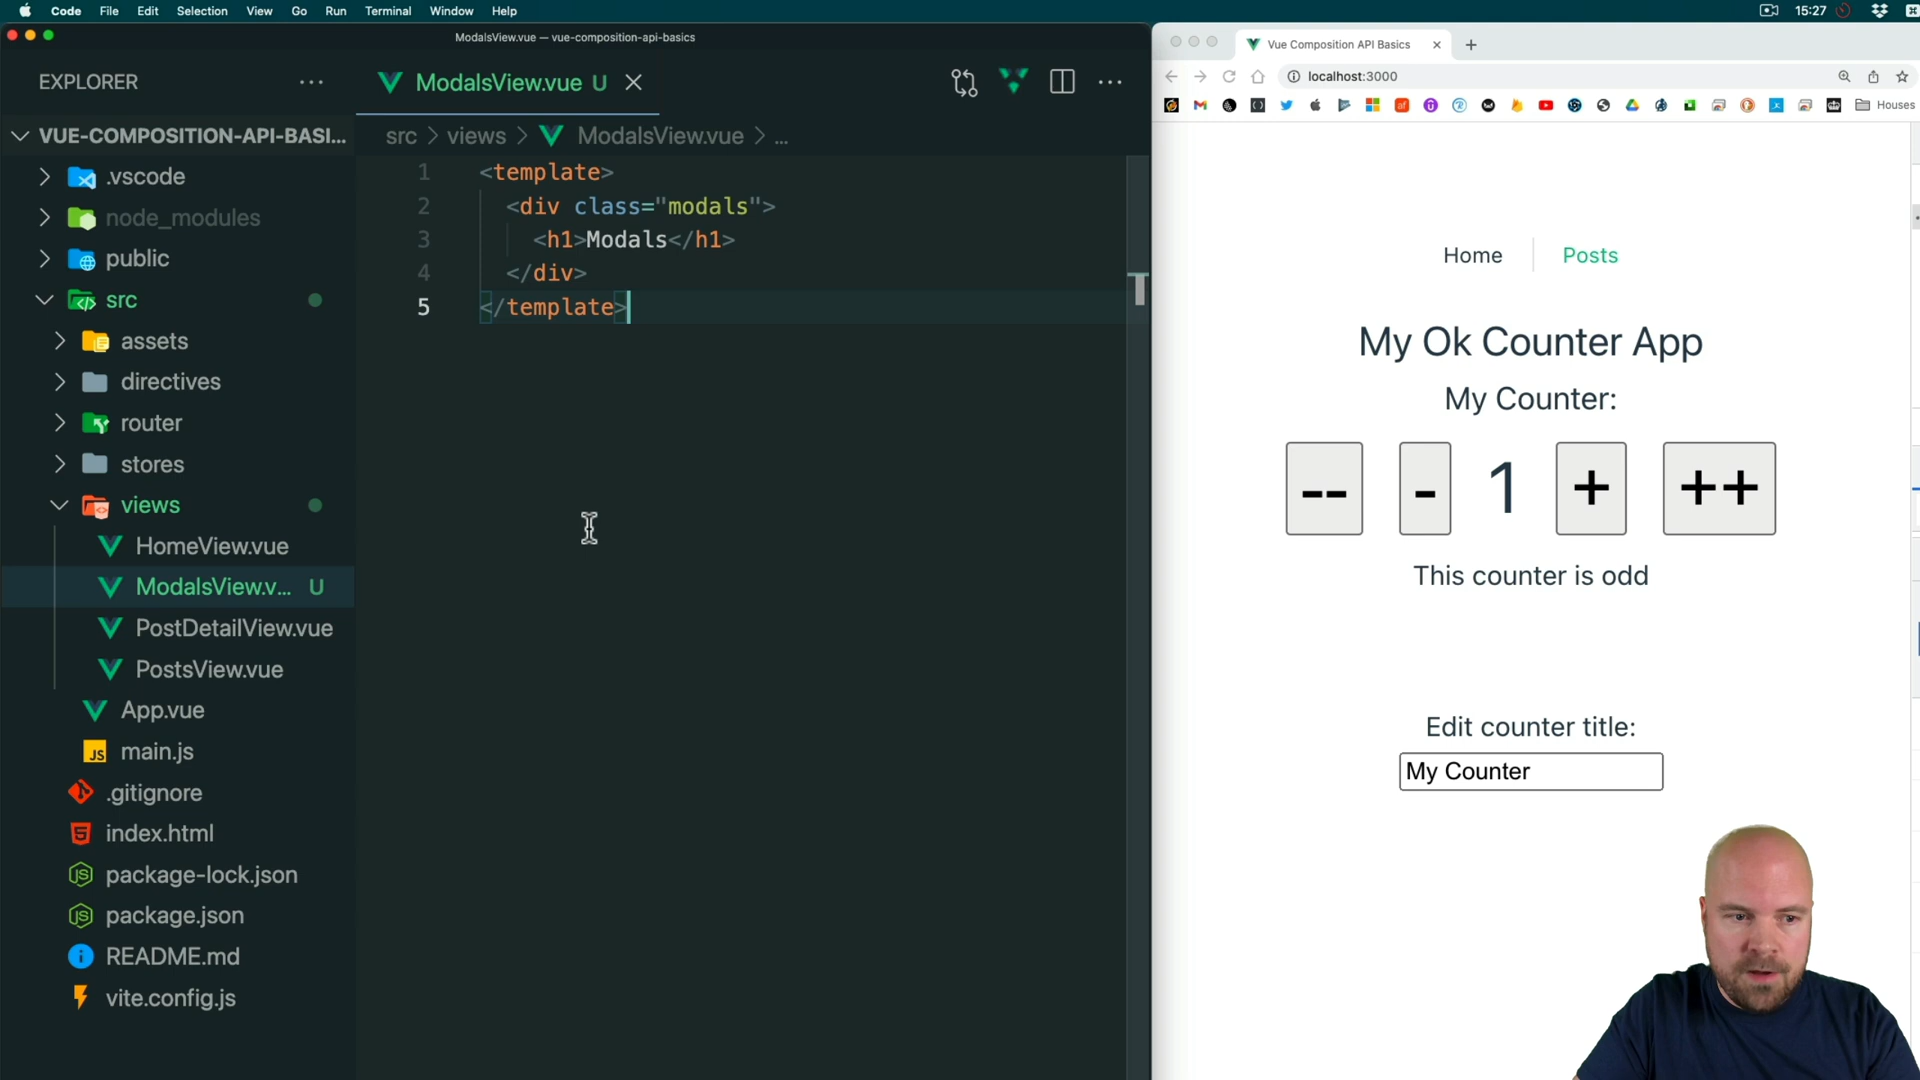 Code File Edit Selection View Go Run Terminal Window Help
15:27
ModalsView.vue — vue-composition-api-basics
EXPLORER
VUE-COMPOSITION-API-BASI...
.vscode
node_modules
public
src
assets
directives
router
stores
views
HomeView.vue
ModalsView.v... U
PostDetailView.vue
PostsView.vue
App.vue
main.js
.gitignore
index.html
package-lock.json
package.json
README.md
vite.config.js
ModalsView.vue U
src > views > ModalsView.vue > ...
1 <template>
2 <div class="modals">
3 <h1>Modals</h1>
4 </div>
5 </template>
Vue Composition API Basics
localhost:3000
Houses
Home Posts
My Ok Counter App
My Counter:
-- - 1 + ++
This counter is odd
Edit counter title:
My Counter